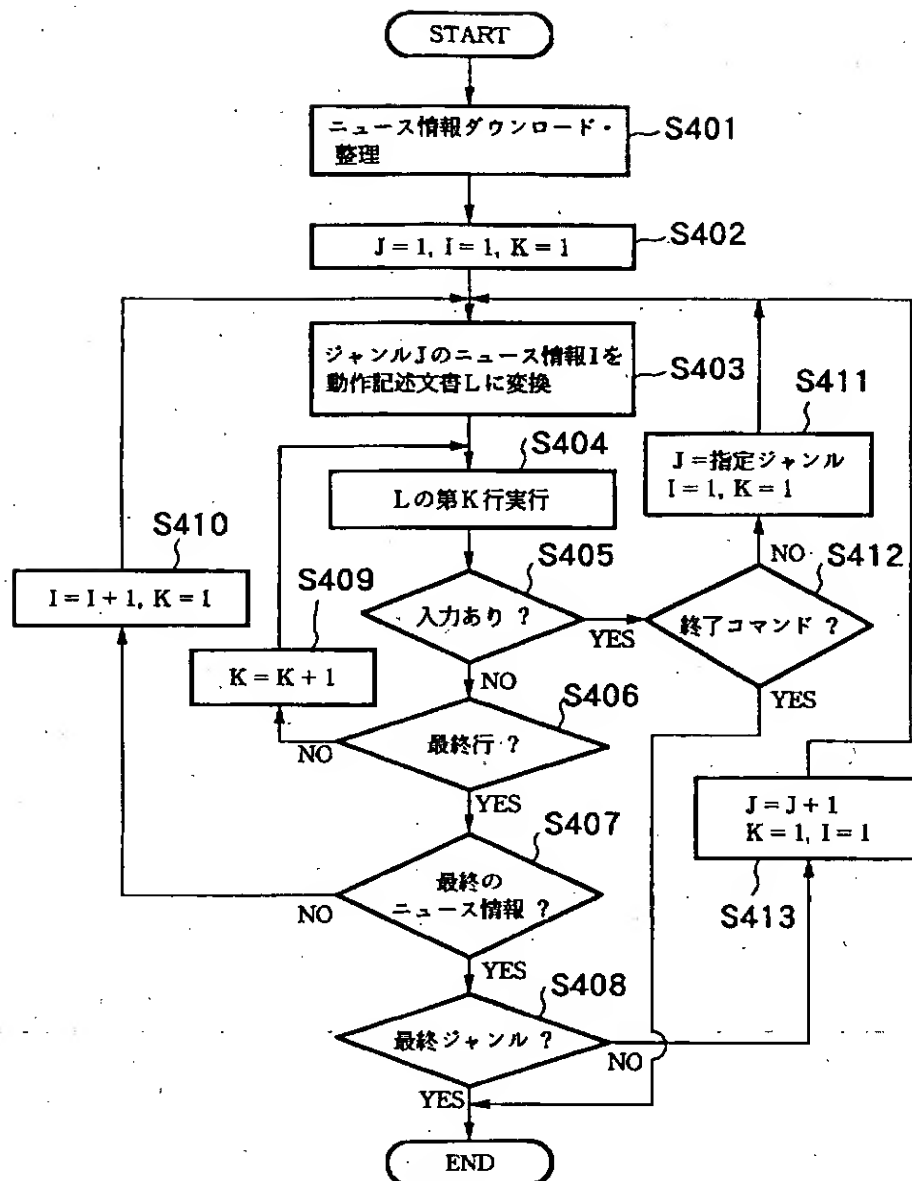 START
ニュース情報ダウンロード・
整理
S401
J=1, I=1, K=1
S402
ジャンルJのニュース情報Iを
動作記述文書Lに変換
S403
S404
Lの第K行実行
S411
J=指定ジャンル
I=1, K=1
S410
I=I+1, K=1
S409
K=K+1
S405
入力あり ?
YES
NO
NO
S412
終了コマンド ?
YES
S406
最終行 ?
NO
YES
S407
最終の
ニュース情報 ?
NO
YES
J=J+1
K=1, I=1
S413
S408
最終ジャンル ?
NO
YES
END